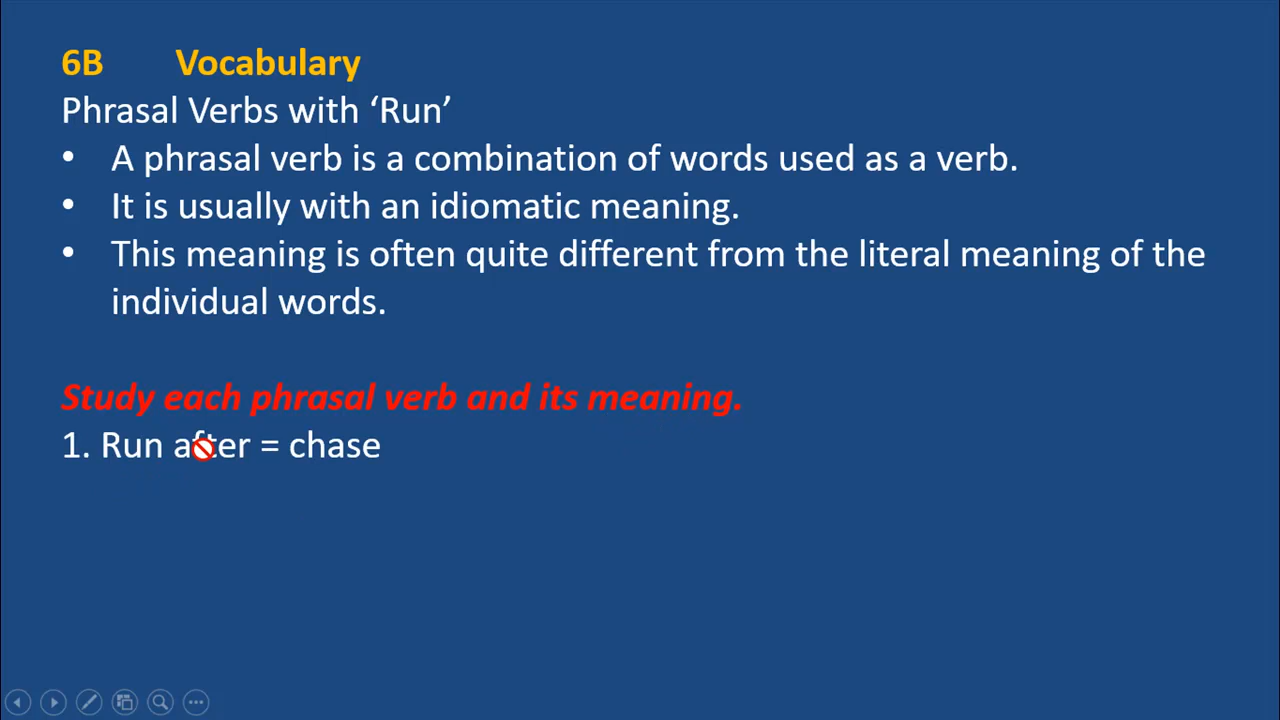 6B Vocabulary
Phrasal Verbs with ‘Run’
• A phrasal verb is a combination of words used as a verb.
• It is usually with an idiomatic meaning.
• This meaning is often quite different from the literal meaning of the
individual words.
Study each phrasal verb and its meaning.
1. Run after = chase